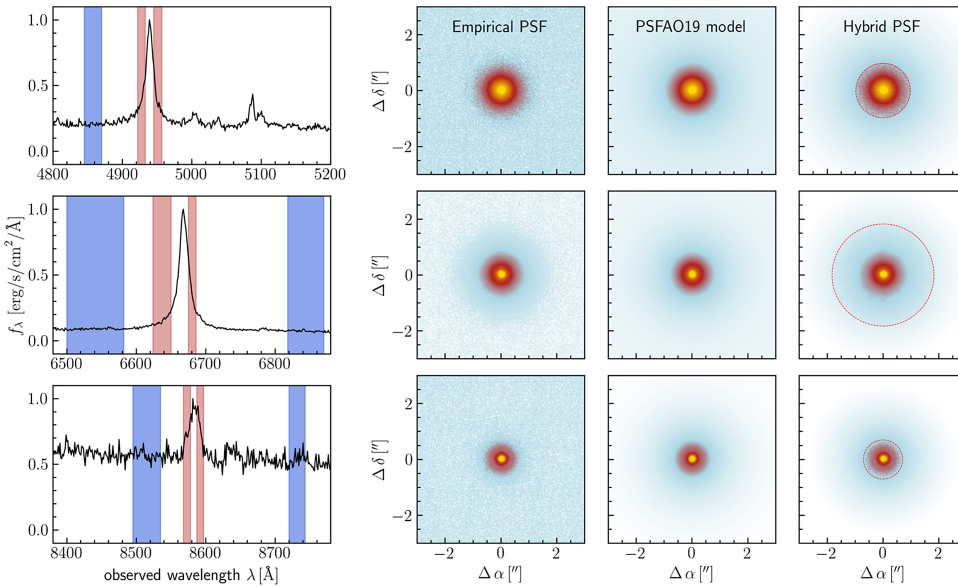 1.0
0.5
0.0
4800 4900 5000 5100 5200
Empirical PSF
PSFAO19 model
Hybrid PSF
Δ δ ["]
2
0
−2
f_λ [erg/s/cm²/Å]
1.0
0.5
0.0
6500 6600 6700 6800
Δ δ ["]
2
0
−2
1.0
0.5
0.0
8400 8500 8600 8700
observed wavelength λ [Å]
Δ δ ["]
2
0
−2
−2 0 2
Δ α ["]
−2 0 2
Δ α ["]
−2 0 2
Δ α ["]